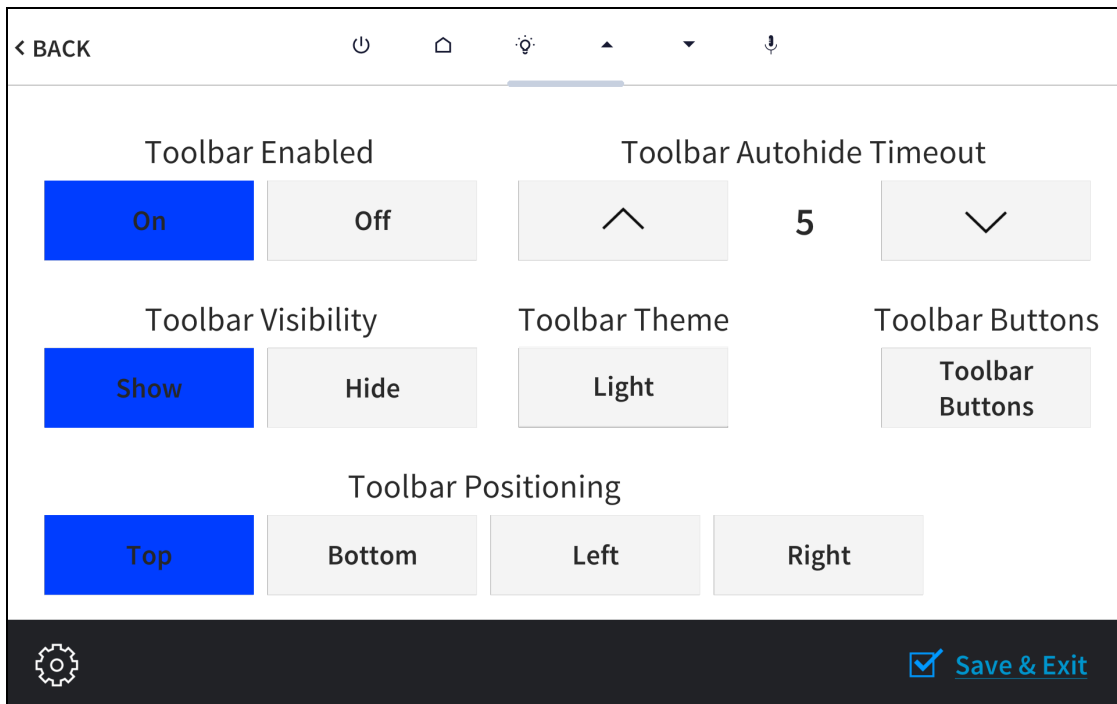 < BACK
Toolbar Enabled
Toolbar Autohide Timeout
On
Off
5
Toolbar Visibility
Toolbar Theme
Toolbar Buttons
Show
Hide
Light
Toolbar
Buttons
Toolbar Positioning
Top
Bottom
Left
Right
Save & Exit